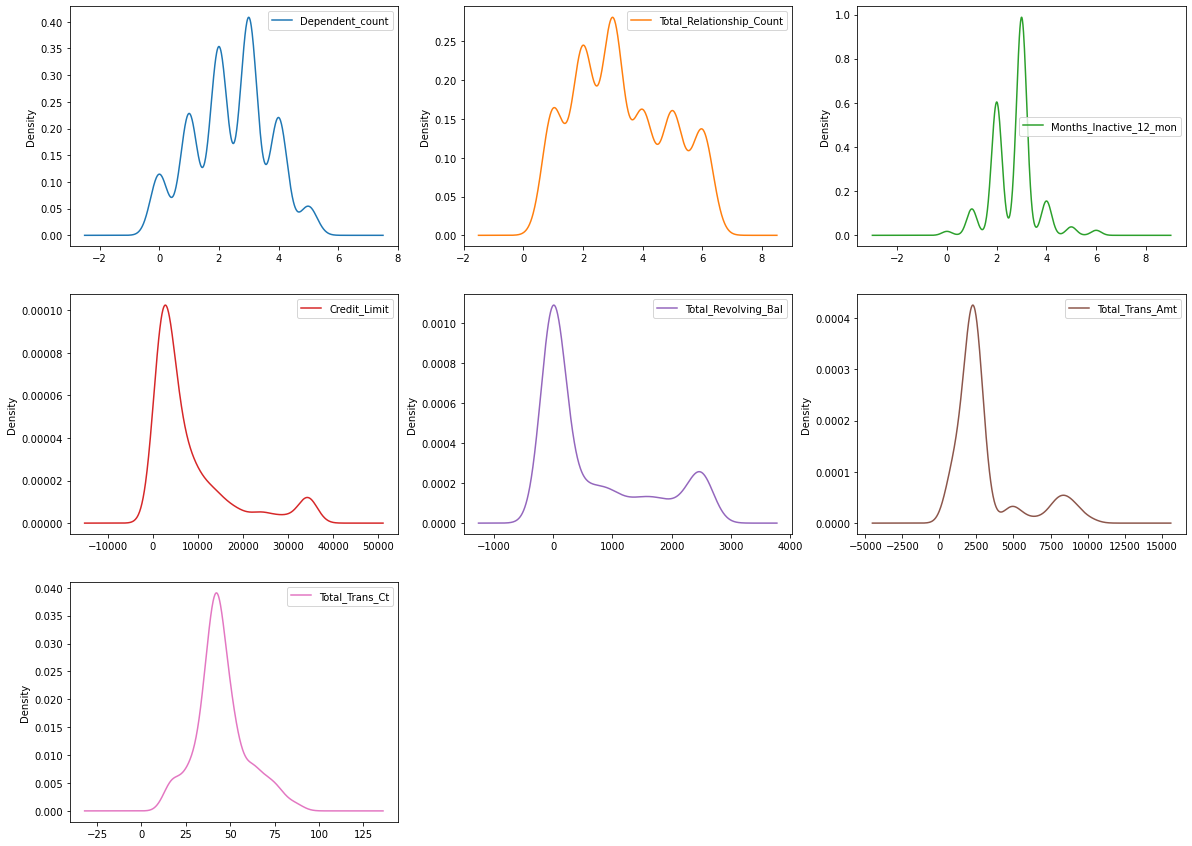 Dependent_count
Density
0.40
0.35
0.30
0.25
0.20
0.15
0.10
0.05
0.00
−2 0 2 4 6 8
Total_Relationship_Count
Density
0.25
0.20
0.15
0.10
0.05
0.00
−2 0 2 4 6 8
Months_Inactive_12_mon
Density
1.0
0.8
0.6
0.4
0.2
0.0
−2 0 2 4 6 8
Credit_Limit
Density
0.00010
0.00008
0.00006
0.00004
0.00002
0.00000
−10000 0 10000 20000 30000 40000 50000
Total_Revolving_Bal
Density
0.0010
0.0008
0.0006
0.0004
0.0002
0.0000
−1000 0 1000 2000 3000 4000
Total_Trans_Amt
Density
0.0004
0.0003
0.0002
0.0001
0.0000
−5000 −2500 0 2500 5000 7500 10000 12500 15000
Total_Trans_Ct
Density
0.040
0.035
0.030
0.025
0.020
0.015
0.010
0.005
0.000
−25 0 25 50 75 100 125